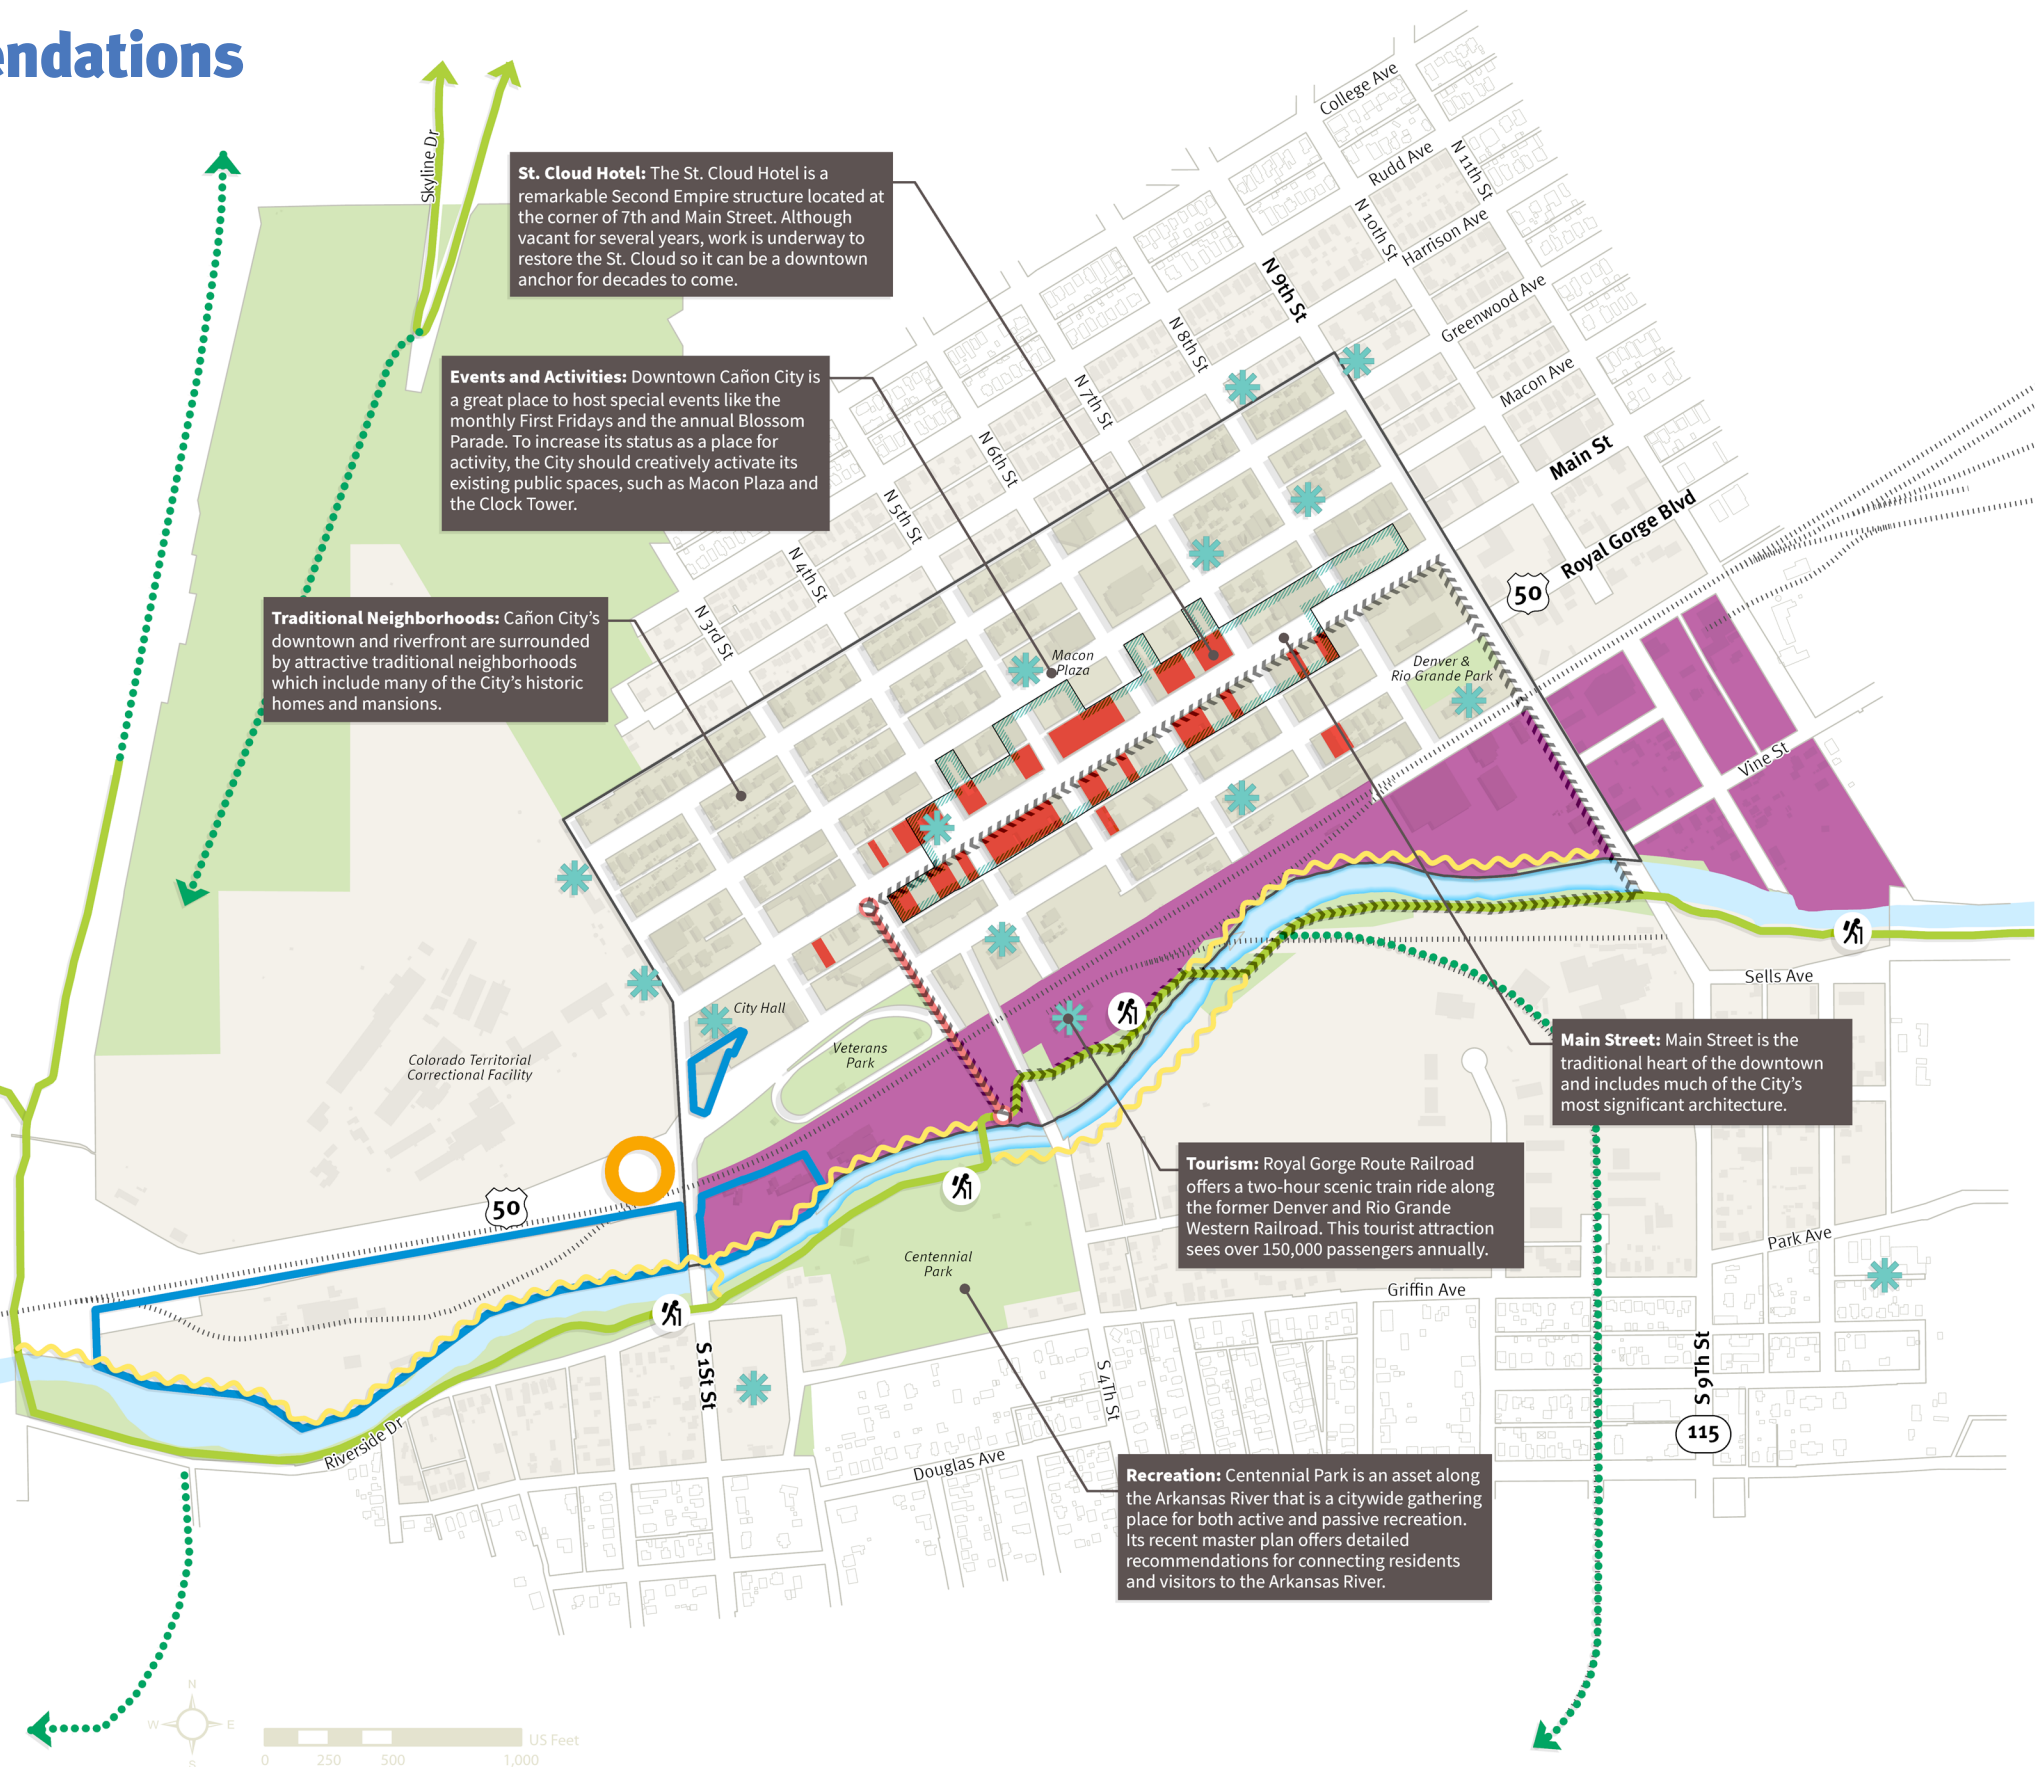 endations
Skyline Dr
College Ave
Rudd Ave
N 11th St
N 10th St
Harrison Ave
N 9th St
Greenwood Ave
N 8th St
Macon Ave
N 7th St
Main St
N 6th St
Royal Gorge Blvd
N 5th St
50
N 4th St
N 3rd St
St. Cloud Hotel: The St. Cloud Hotel is a
remarkable Second Empire structure located at
the corner of 7th and Main Street. Although
vacant for several years, work is underway to
restore the St. Cloud so it can be a downtown
anchor for decades to come.
Events and Activities: Downtown Cañon City is
a great place to host special events like the
monthly First Fridays and the annual Blossom
Parade. To increase its status as a place for
activity, the City should creatively activate its
existing public spaces, such as Macon Plaza and
the Clock Tower.
Traditional Neighborhoods: Cañon City's
downtown and riverfront are surrounded
by attractive traditional neighborhoods
which include many of the City's historic
homes and mansions.
Macon
Plaza
Denver &
Rio Grande Park
Vine St
Sells Ave
City Hall
Veterans
Park
Colorado Territorial
Correctional Facility
Main Street: Main Street is the
traditional heart of the downtown
and includes much of the City's
most significant architecture.
Tourism: Royal Gorge Route Railroad
offers a two-hour scenic train ride along
the former Denver and Rio Grande
Western Railroad. This tourist attraction
sees over 150,000 passengers annually.
50
Centennial
Park
Park Ave
Griffin Ave
S 1St St
S 4Th St
S 9Th St
115
Riverside Dr
Douglas Ave
Recreation: Centennial Park is an asset along
the Arkansas River that is a citywide gathering
place for both active and passive recreation.
Its recent master plan offers detailed
recommendations for connecting residents
and visitors to the Arkansas River.
N
W E
S
US Feet
0 250 500 1,000